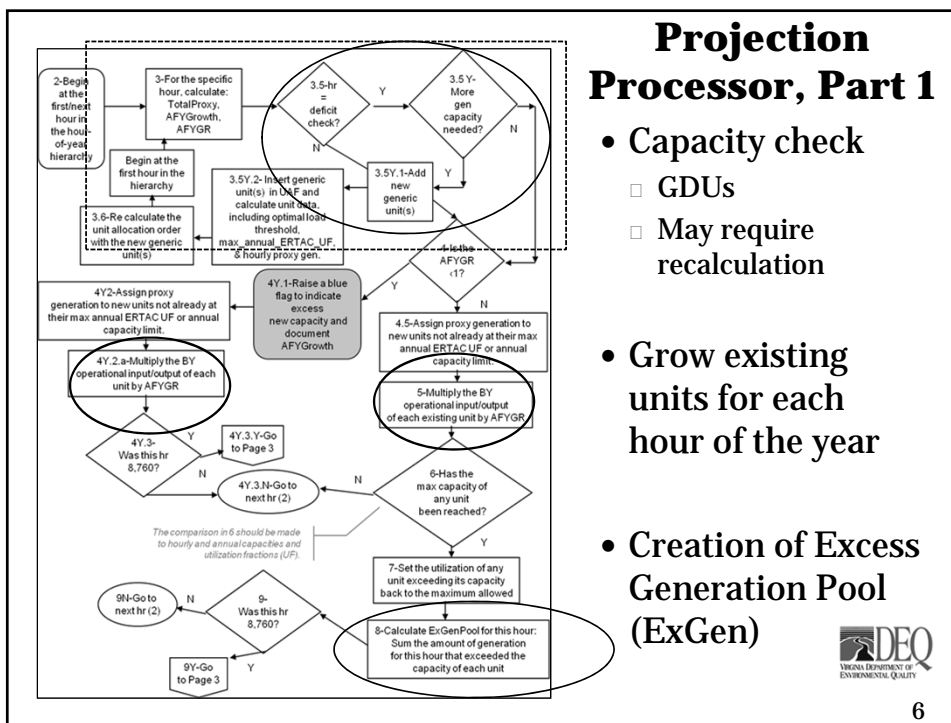 Projection
Processor, Part 1
• Capacity check
□ GDUs
□ May require
recalculation
• Grow existing
units for each
hour of the year
• Creation of Excess
Generation Pool
(ExGen)
2-Begin
at the
first/next
hour in
the hour-
of-year
hierarchy
3-For the specific
hour, calculate:
TotalProxy,
AFYGrowth,
AFYGR
3.5-hr
=
deficit
check?
Y
N
3.5 Y-
More
gen
capacity
needed?
N
Y
Begin at the
first hour in the
hierarchy
3.5Y.2- Insert generic
unit(s) in UAF and
calculate unit data,
including optimal load
threshold,
max_annual_ERTAC_UF,
& hourly proxy gen.
3.5Y.1-Add
new
generic
unit(s)
3.6-Re calculate the
unit allocation order
with the new generic
unit(s)
4-Is the
AFYGR
<1?
Y
N
4Y.1-Raise a blue
flag to indicate
excess
new capacity and
document
AFYGrowth
4Y2-Assign proxy
generation to new units not already at
their max annual ERTAC UF or annual
capacity limit.
4.5-Assign proxy generation to
new units not already at their max
annual ERTAC UF or annual
capacity limit.
4Y.2.a-Multiply the BY
operational input/output of each
unit by AFYGR
5-Multiply the BY
operational input/output
of each existing unit by AFYGR
4Y.3-
Was this hr
8,760?
Y
4Y.3.Y-Go
to Page 3
N
4Y.3.N-Go to
next hr (2)
N
6-Has the
max capacity of
any unit
been reached?
Y
The comparison in 6 should be made
to hourly and annual capacities and
utilization fractions (UF).
7-Set the utilization of any
unit exceeding its capacity
back to the maximum allowed
9N-Go to
next hr (2)
N
9-
Was this hr
8,760?
Y
8-Calculate ExGenPool for this hour:
Sum the amount of generation
for this hour that exceeded the
capacity of each unit
9Y-Go
to Page 3
DEQ
VIRGINIA DEPARTMENT OF
ENVIRONMENTAL QUALITY
6